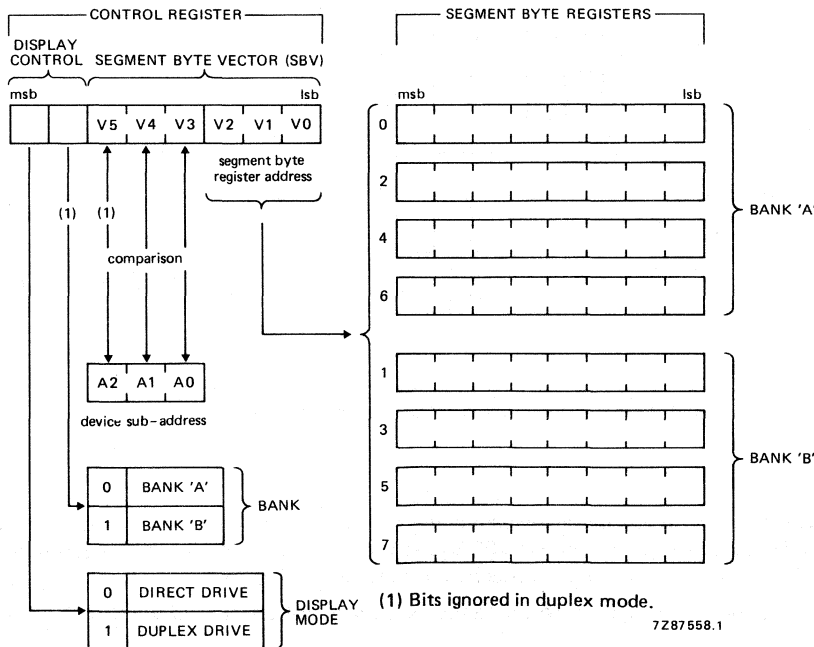 CONTROL REGISTER
DISPLAY
CONTROL
SEGMENT BYTE VECTOR (SBV)
msb
lsb
V5 V4 V3 V2 V1 V0
segment byte
register address
(1) (1)
comparison
A2 A1 A0
device sub-address
0 BANK 'A'
1 BANK 'B'
BANK
0 DIRECT DRIVE
1 DUPLEX DRIVE
DISPLAY
MODE
SEGMENT BYTE REGISTERS
msb
lsb
0
2
4
6
BANK 'A'
1
3
5
7
BANK 'B'
(1) Bits ignored in duplex mode.
7Z87558.1